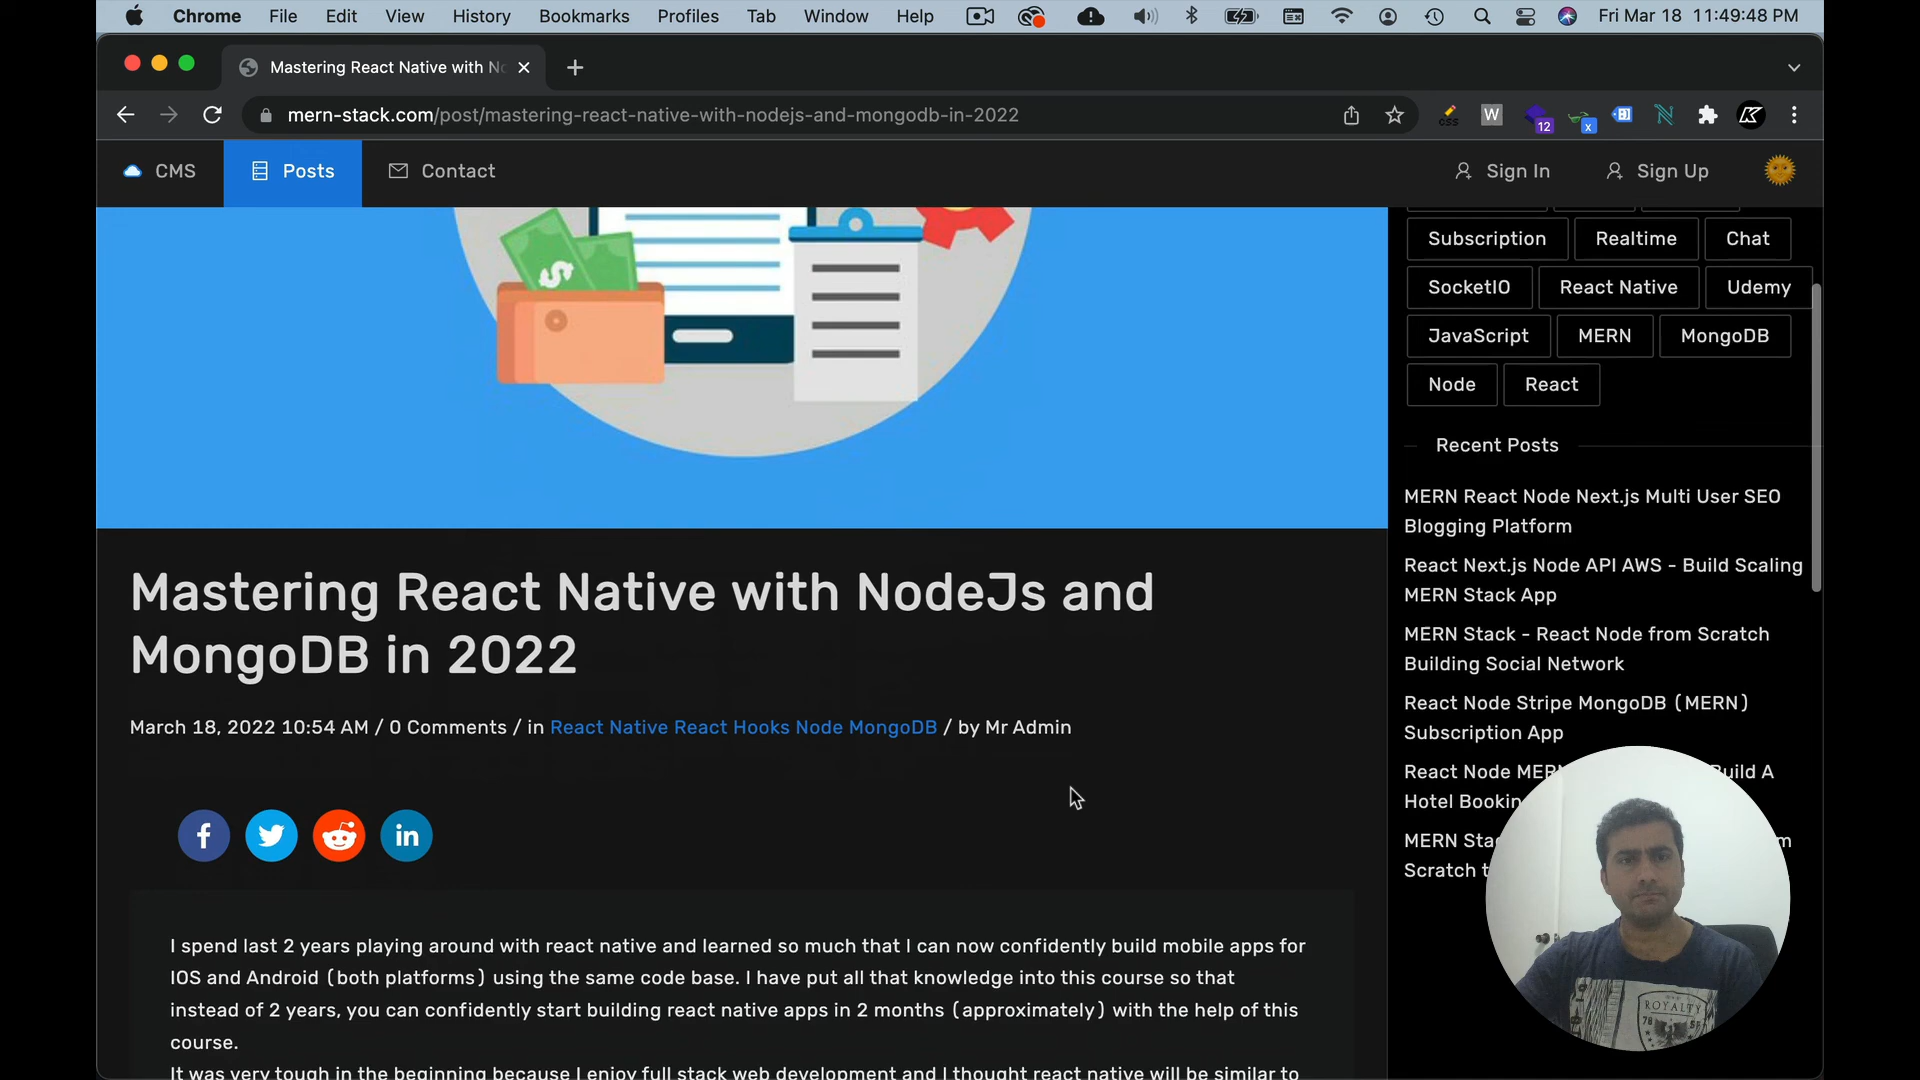 Chrome File Edit View History Bookmarks Profiles Tab Window Help Fri Mar 18 11:49:48 PM
Mastering React Native with
mern-stack.com/post/mastering-react-native-with-nodejs-and-mongodb-in-2022
css W 12 x
CMS Posts Contact Sign In Sign Up
Subscription Realtime Chat
SocketIO React Native Udemy
JavaScript MERN MongoDB
Node React
Recent Posts
MERN React Node Next.js Multi User SEO
Blogging Platform
React Next.js Node API AWS - Build Scaling
MERN Stack App
MERN Stack - React Node from Scratch
Building Social Network
React Node Stripe MongoDB (MERN)
Subscription App
React Node
Hotel
MERN
Scratch
Mastering React Native with NodeJs and
MongoDB in 2022
March 18, 2022 10:54 AM / 0 Comments / in React Native React Hooks Node MongoDB / by Mr Admin
f in
I spend last 2 years playing around with react native and learned so much that I can now confidently build mobile apps for
IOS and Android (both platforms) using the same code base. I have put all that knowledge into this course so that
instead of 2 years, you can confidently start building react native apps in 2 months (approximately) with the help of this
course.
It was very tough in the beginning because I enjoy full stack web development and I thought react native will be similar to
ROYALTY